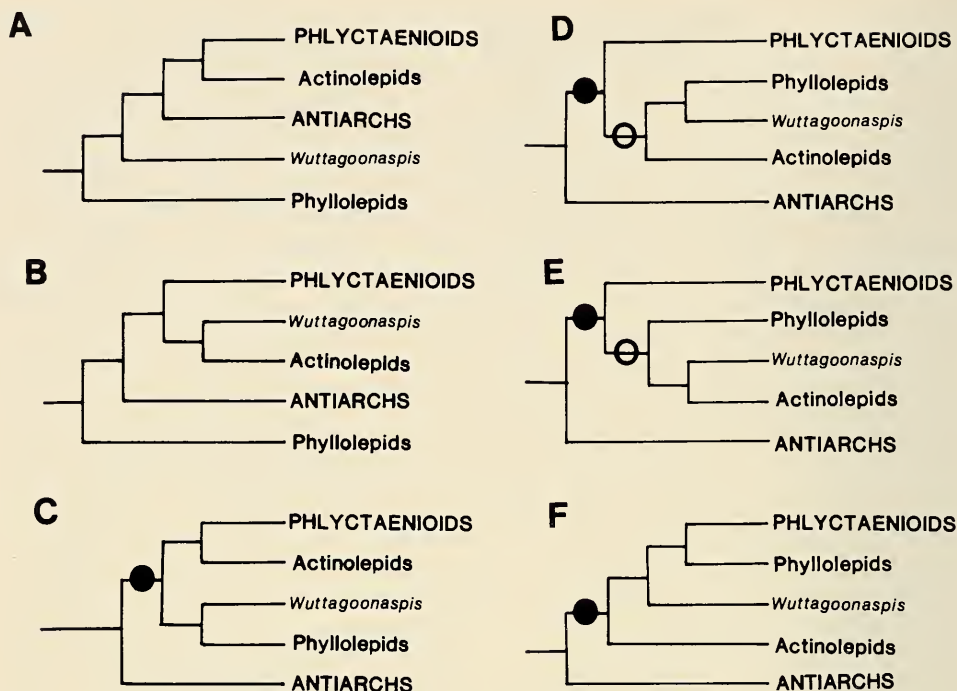 A
PHLYCTAENIOIDS
Actinolepids
ANTIARCHS
Wuttagoonaspis
Phyllolepids
B
PHLYCTAENIOIDS
Wuttagoonaspis
Actinolepids
ANTIARCHS
Phyllolepids
C
PHLYCTAENIOIDS
Actinolepids
Wuttagoonaspis
Phyllolepids
ANTIARCHS
D
PHLYCTAENIOIDS
Phyllolepids
Wuttagoonaspis
Actinolepids
ANTIARCHS
E
PHLYCTAENIOIDS
Phyllolepids
Wuttagoonaspis
Actinolepids
ANTIARCHS
F
PHLYCTAENIOIDS
Phyllolepids
Wuttagoonaspis
Actinolepids
ANTIARCHS